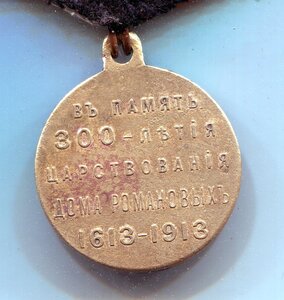 ВЪ ПАМЯТЬ
300-ЛѢТІЯ
ЦАРСТВОВАНІЯ
ДОМА РОМАНОВЫХЪ
1613-1913